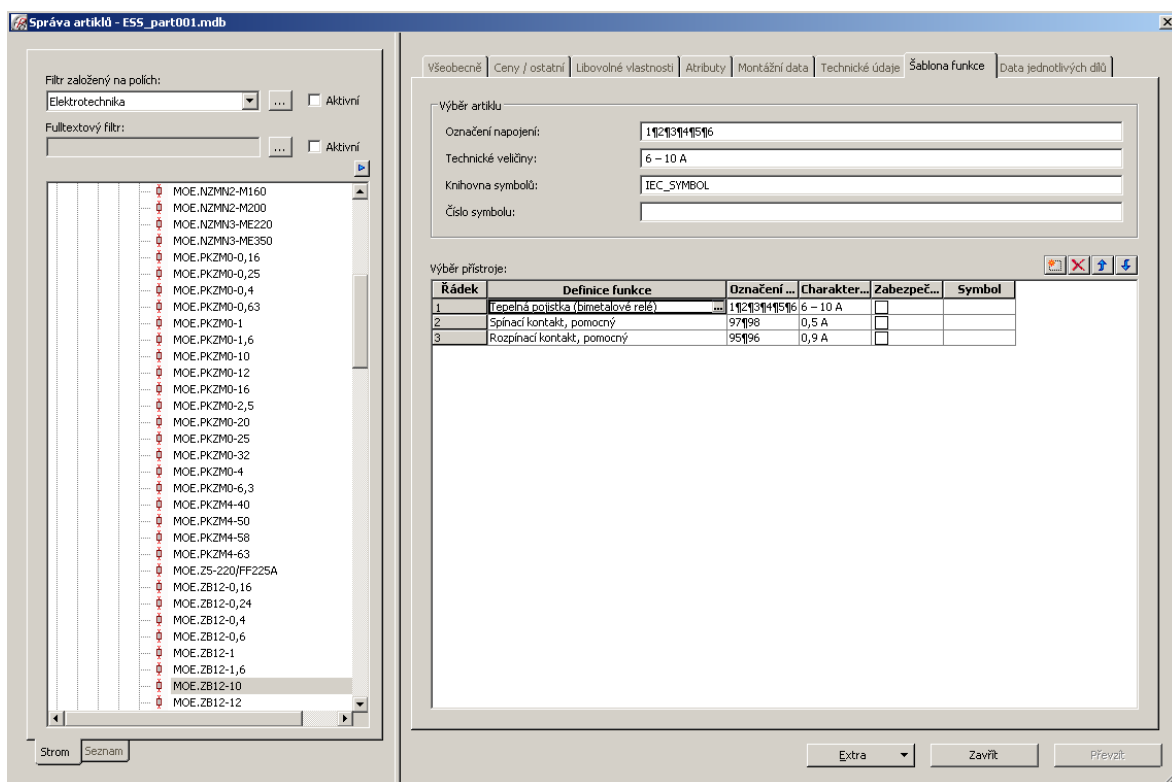 Správa artiklů - ESS_part001.mdb
Filtr založený na polích:
Elektrotechnika ... Aktivní
Fulltextový filtr:
... Aktivní
MOE.NZMN2-M160
MOE.NZMN2-M200
MOE.NZMN3-ME220
MOE.NZMN3-ME350
MOE.PKZM0-0,16
MOE.PKZM0-0,25
MOE.PKZM0-0,4
MOE.PKZM0-0,63
MOE.PKZM0-1
MOE.PKZM0-1,6
MOE.PKZM0-10
MOE.PKZM0-12
MOE.PKZM0-16
MOE.PKZM0-2,5
MOE.PKZM0-20
MOE.PKZM0-25
MOE.PKZM0-32
MOE.PKZM0-4
MOE.PKZM0-6,3
MOE.PKZM4-40
MOE.PKZM4-50
MOE.PKZM4-58
MOE.PKZM4-63
MOE.Z5-220/FF225A
MOE.ZB12-0,16
MOE.ZB12-0,24
MOE.ZB12-0,4
MOE.ZB12-0,6
MOE.ZB12-1
MOE.ZB12-1,6
MOE.ZB12-10
MOE.ZB12-12
Strom Seznam
Všeobecně Ceny / ostatní Libovolné vlastnosti Atributy Montážní data Technické údaje Šablona funkce Data jednotlivých dílů
Výběr artiklu
Označení napojení: 1¶2¶3¶4¶5¶6
Technické veličiny: 6 – 10 A
Knihovna symbolů: IEC_SYMBOL
Číslo symbolu:
Výběr přístroje:
Řádek Definice funkce Označení ... Charakter... Zabezpeč... Symbol
1 Tepelná pojistka (bimetalové relé) ... 1¶2¶3¶4¶5¶6 6 – 10 A
2 Spínací kontakt, pomocný 97¶98 0,5 A
3 Rozpínací kontakt, pomocný 95¶96 0,9 A
Extra Zavřít Převzít